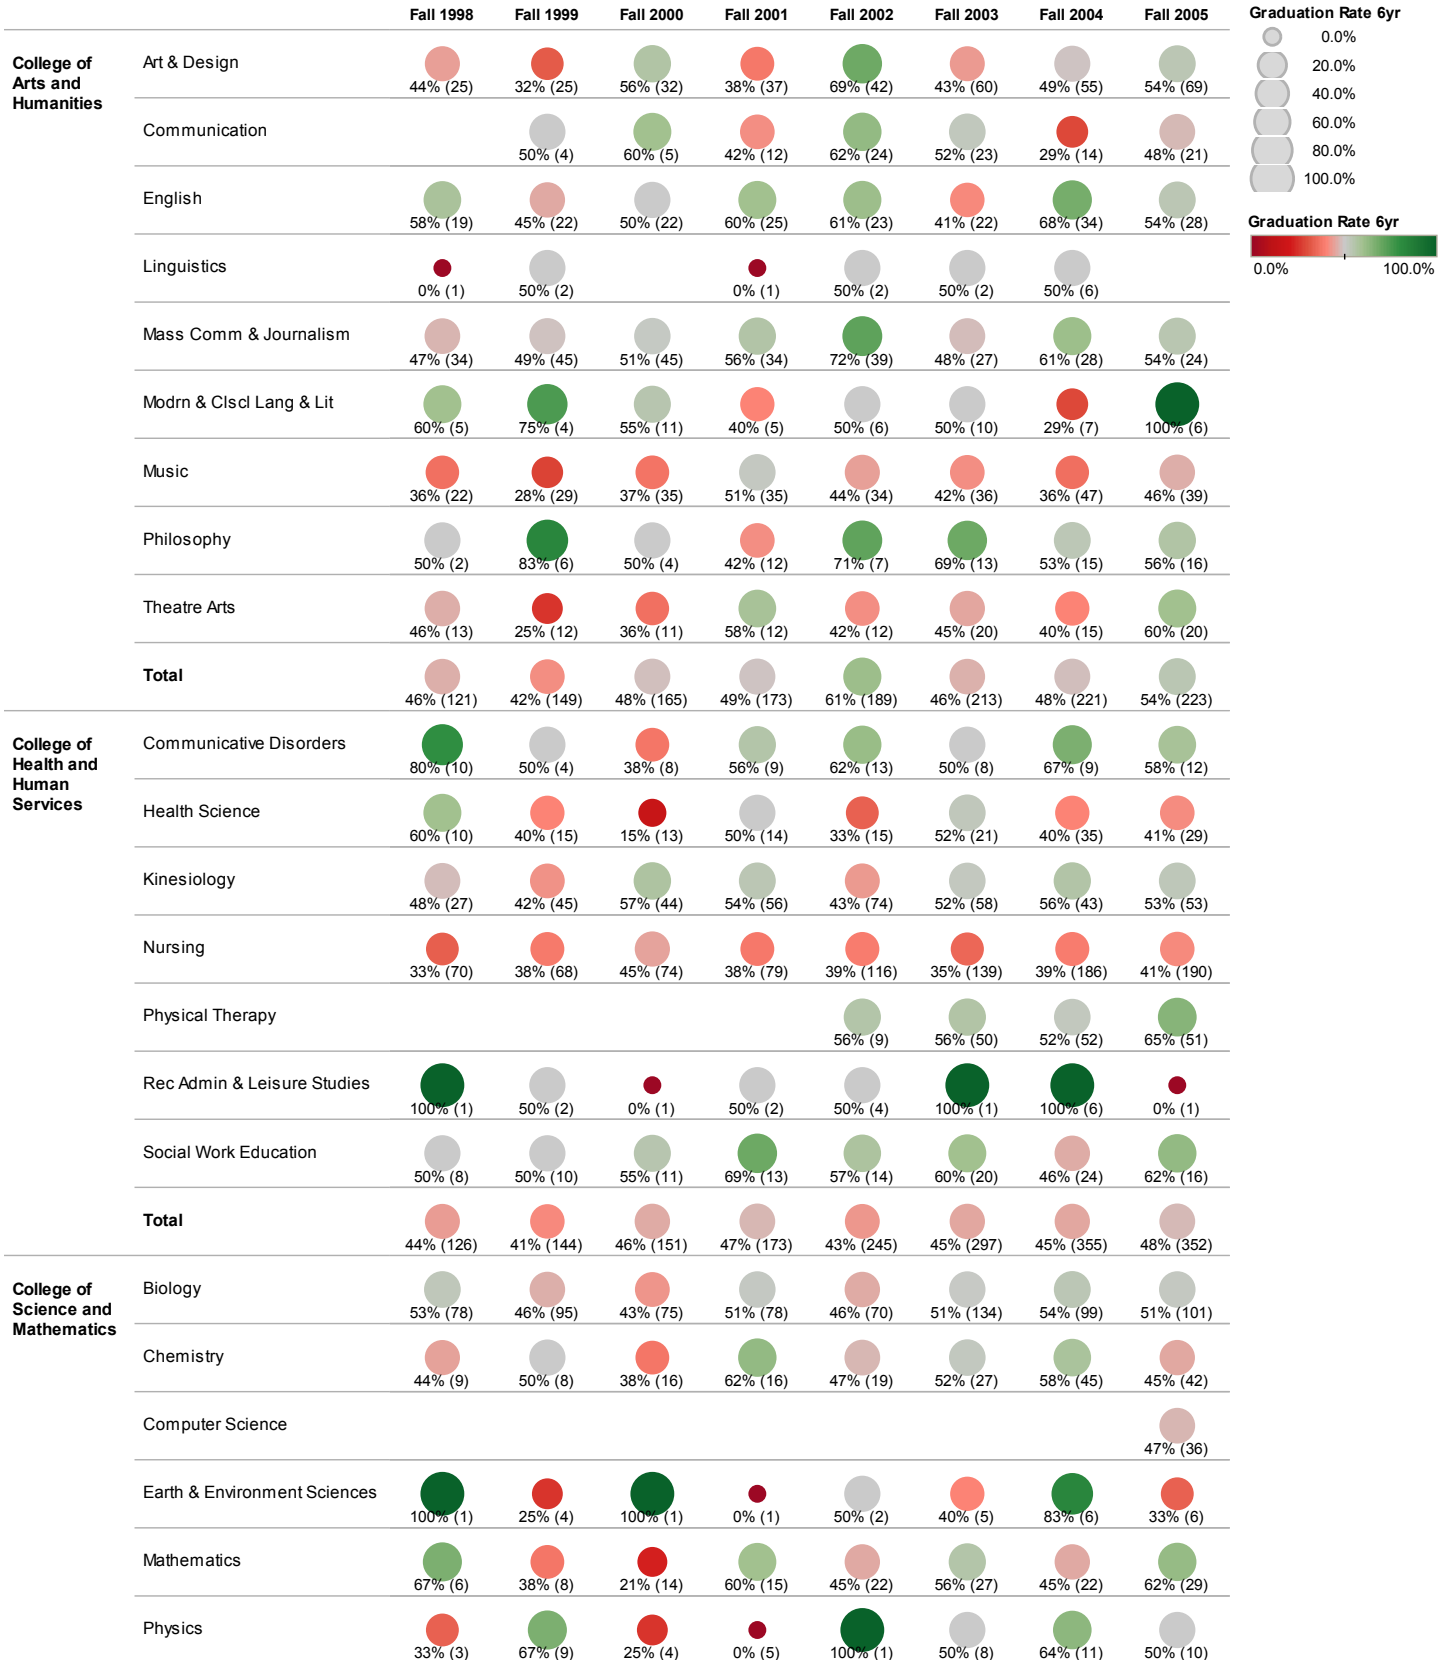 Fall 1998 Fall 1999 Fall 2000 Fall 2001 Fall 2002 Fall 2003 Fall 2004 Fall 2005
College of
Arts and
Humanities
Art & Design
44% (25) 32% (25) 56% (32) 38% (37) 69% (42) 43% (60) 49% (55) 54% (69)
Communication
50% (4) 60% (5) 42% (12) 62% (24) 52% (23) 29% (14) 48% (21)
English
58% (19) 45% (22) 50% (22) 60% (25) 61% (23) 41% (22) 68% (34) 54% (28)
Linguistics
0% (1) 50% (2) 0% (1) 50% (2) 50% (2) 50% (6)
Mass Comm & Journalism
47% (34) 49% (45) 51% (45) 56% (34) 72% (39) 48% (27) 61% (28) 54% (24)
Modrn & Clscl Lang & Lit
60% (5) 75% (4) 55% (11) 40% (5) 50% (6) 50% (10) 29% (7) 100% (6)
Music
36% (22) 28% (29) 37% (35) 51% (35) 44% (34) 42% (36) 36% (47) 46% (39)
Philosophy
50% (2) 83% (6) 50% (4) 42% (12) 71% (7) 69% (13) 53% (15) 56% (16)
Theatre Arts
46% (13) 25% (12) 36% (11) 58% (12) 42% (12) 45% (20) 40% (15) 60% (20)
Total
46% (121) 42% (149) 48% (165) 49% (173) 61% (189) 46% (213) 48% (221) 54% (223)
College of
Health and
Human
Services
Communicative Disorders
80% (10) 50% (4) 38% (8) 56% (9) 62% (13) 50% (8) 67% (9) 58% (12)
Health Science
60% (10) 40% (15) 15% (13) 50% (14) 33% (15) 52% (21) 40% (35) 41% (29)
Kinesiology
48% (27) 42% (45) 57% (44) 54% (56) 43% (74) 52% (58) 56% (43) 53% (53)
Nursing
33% (70) 38% (68) 45% (74) 38% (79) 39% (116) 35% (139) 39% (186) 41% (190)
Physical Therapy
56% (9) 56% (50) 52% (52) 65% (51)
Rec Admin & Leisure Studies
100% (1) 50% (2) 0% (1) 50% (2) 50% (4) 100% (1) 100% (6) 0% (1)
Social Work Education
50% (8) 50% (10) 55% (11) 69% (13) 57% (14) 60% (20) 46% (24) 62% (16)
Total
44% (126) 41% (144) 46% (151) 47% (173) 43% (245) 45% (297) 45% (355) 48% (352)
College of
Science and
Mathematics
Biology
53% (78) 46% (95) 43% (75) 51% (78) 46% (70) 51% (134) 54% (99) 51% (101)
Chemistry
44% (9) 50% (8) 38% (16) 62% (16) 47% (19) 52% (27) 58% (45) 45% (42)
Computer Science
47% (36)
Earth & Environment Sciences
100% (1) 25% (4) 100% (1) 0% (1) 50% (2) 40% (5) 83% (6) 33% (6)
Mathematics
67% (6) 38% (8) 21% (14) 60% (15) 45% (22) 56% (27) 45% (22) 62% (29)
Physics
33% (3) 67% (9) 25% (4) 0% (5) 100% (1) 50% (8) 64% (11) 50% (10)
Graduation Rate 6yr
0.0%
20.0%
40.0%
60.0%
80.0%
100.0%
Graduation Rate 6yr
0.0% 100.0%